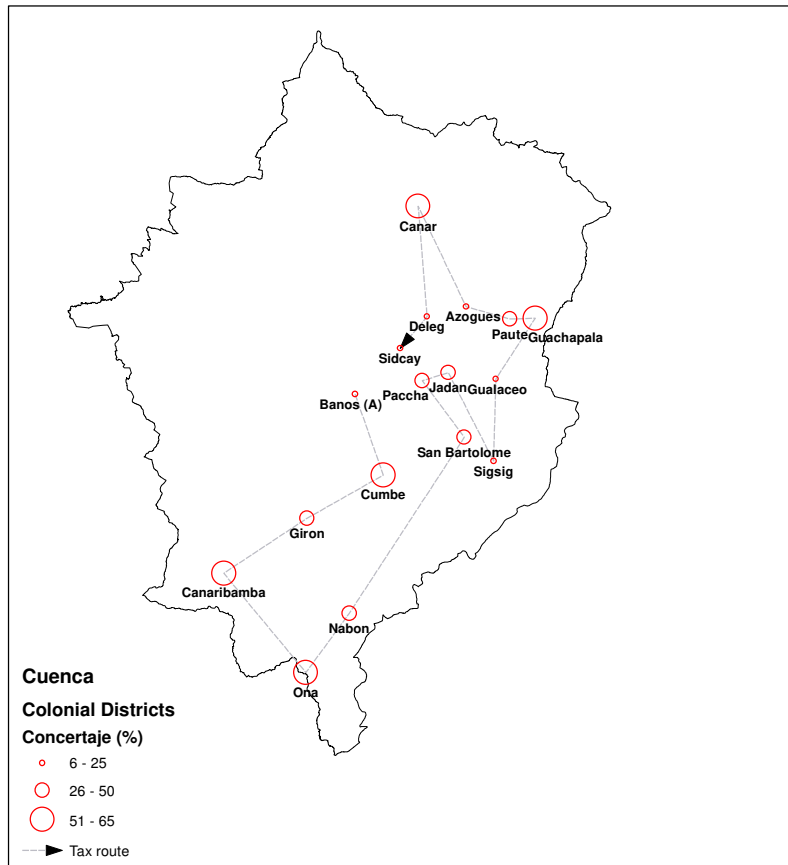 Canar
Azogues
Deleg
Paute
Guachapala
Sidcay
Paccha
Jadan
Gualaceo
Banos (A)
San Bartolome
Sigsig
Cumbe
Giron
Canaribamba
Nabon
Ona
Cuenca
Colonial Districts
Concertaje (%)
6 - 25
26 - 50
51 - 65
Tax route